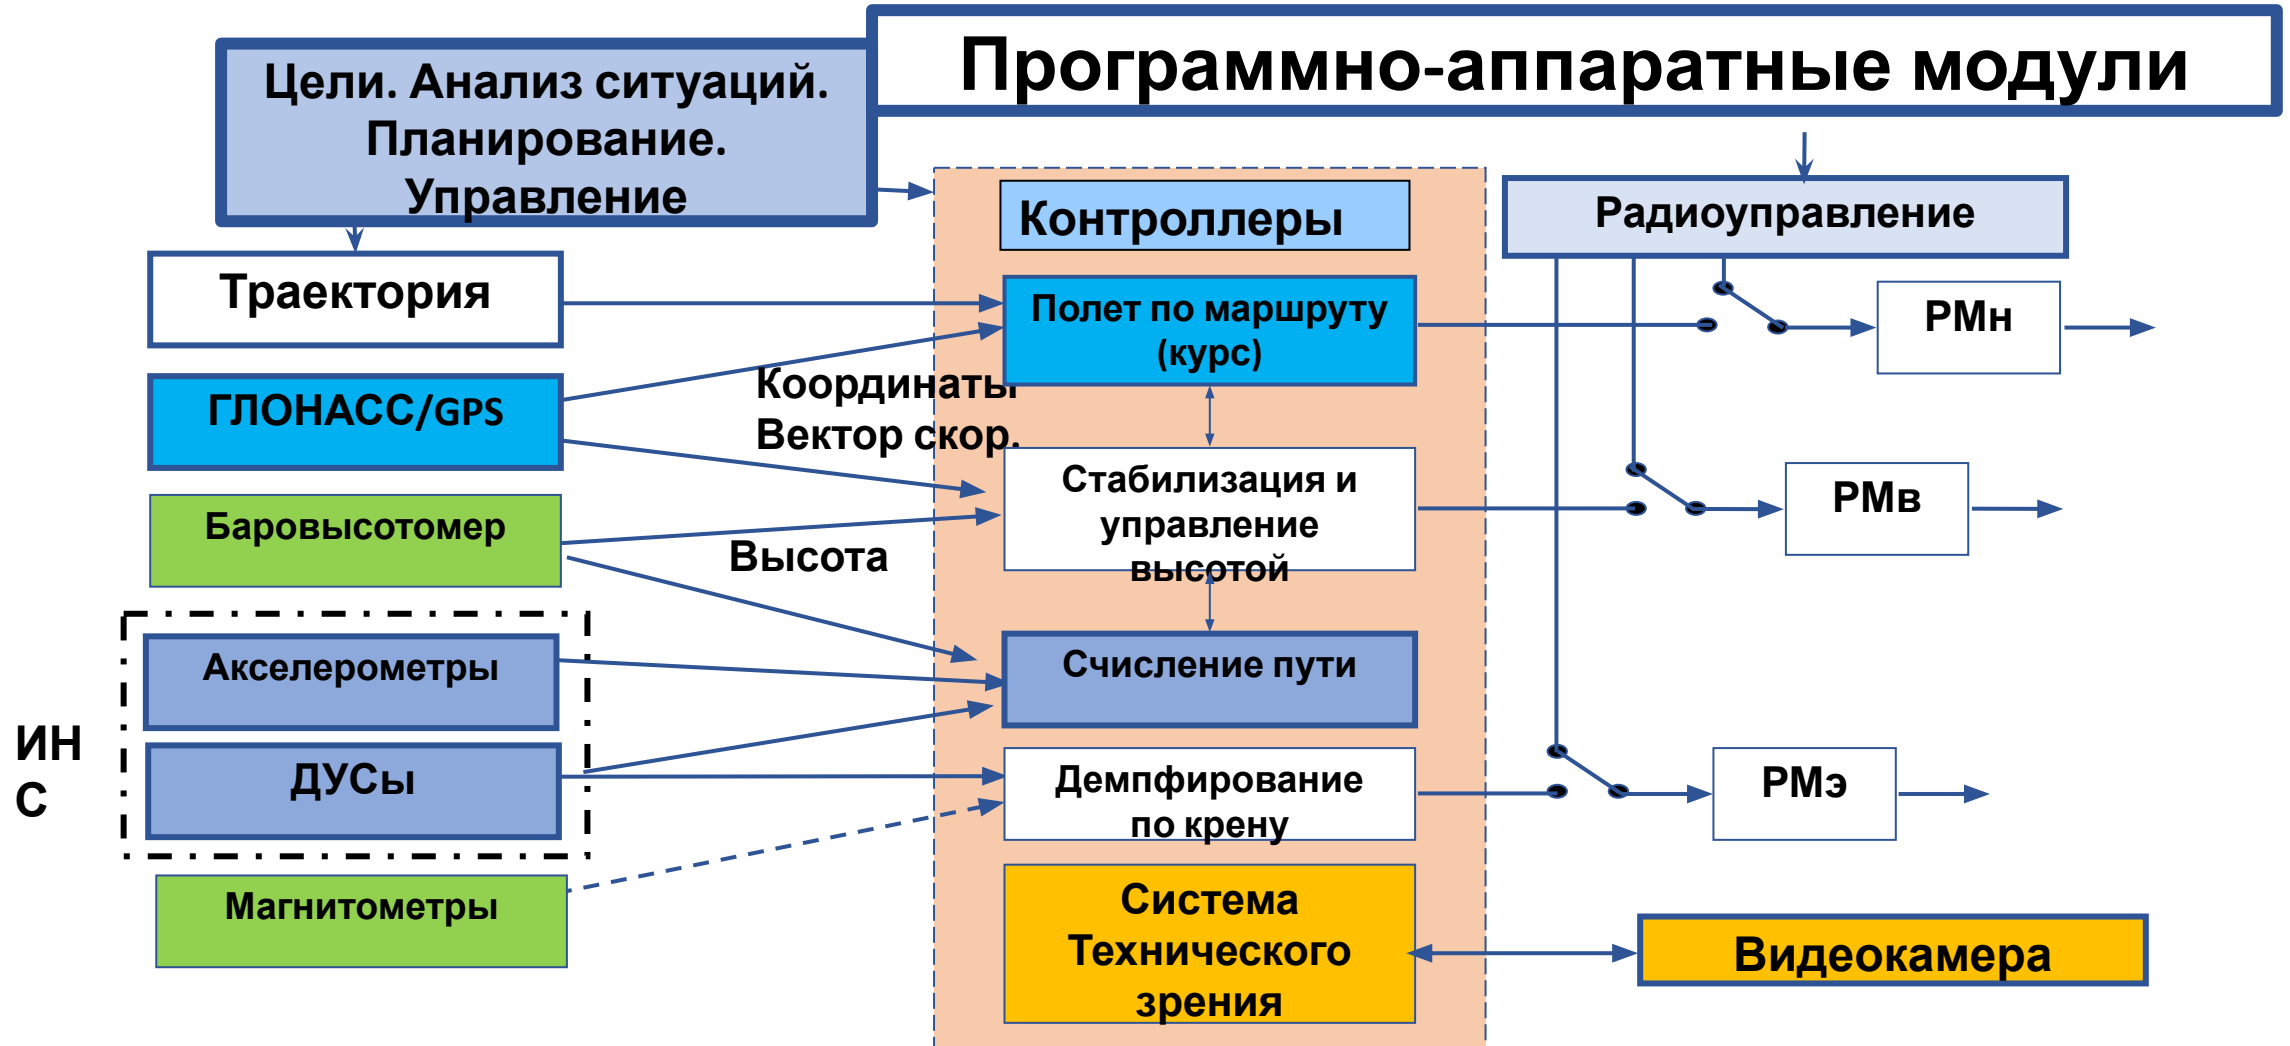 Программно-аппаратные модули
Цели. Анализ ситуаций.
Планирование.
Управление
Контроллеры
Радиоуправление
Траектория
Полет по маршруту
(курс)
РМн
ГЛОНАСС/GPS
Координаты
Вектор скор.
Стабилизация и
управление
высотой
РМв
Баровысотомер
Высота
ИН
С
Акселерометры
Счисление пути
ДУСы
Демпфирование
по крену
РМэ
Магнитометры
Система
Технического
зрения
Видеокамера